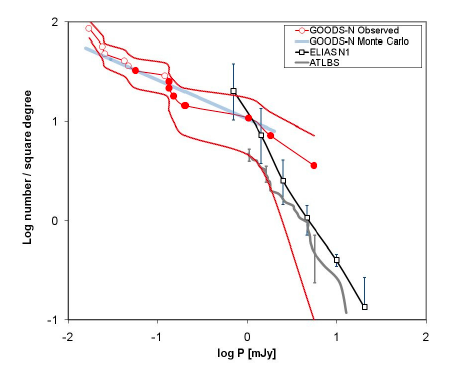 2
GOODS-N Observed
GOODS-N Monte Carlo
ELIAS N1
ATLBS
1
0
-1
Log number / square degree
-2
-1
0
1
2
log P [mJy]